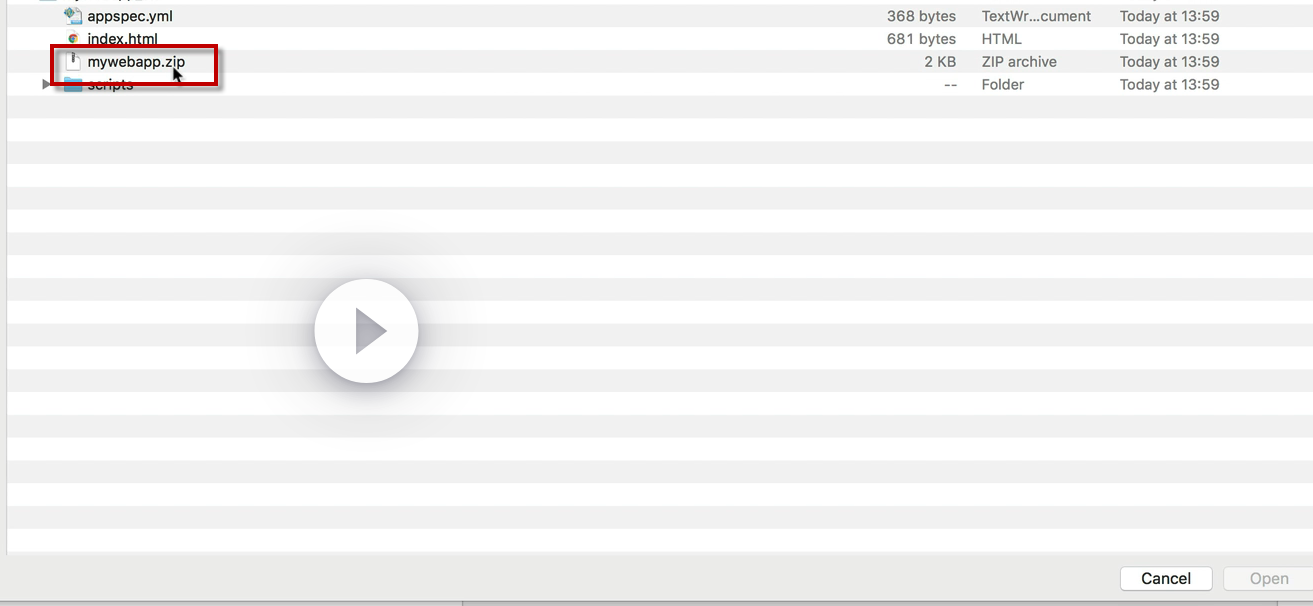 appspec.yml 368 bytes TextWr...cument Today at 13:59
index.html 681 bytes HTML Today at 13:59
mywebapp.zip 2 KB ZIP archive Today at 13:59
scripts -- Folder Today at 13:59
Cancel Open